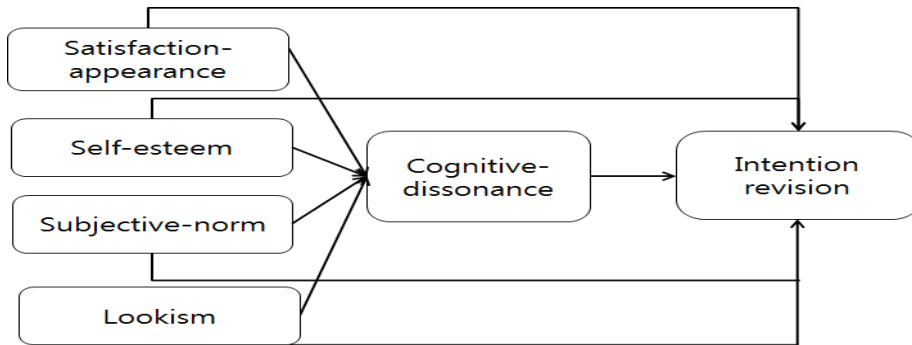 Satisfaction-
appearance
Self-esteem
Subjective-norm
Lookism
Cognitive-
dissonance
Intention
revision